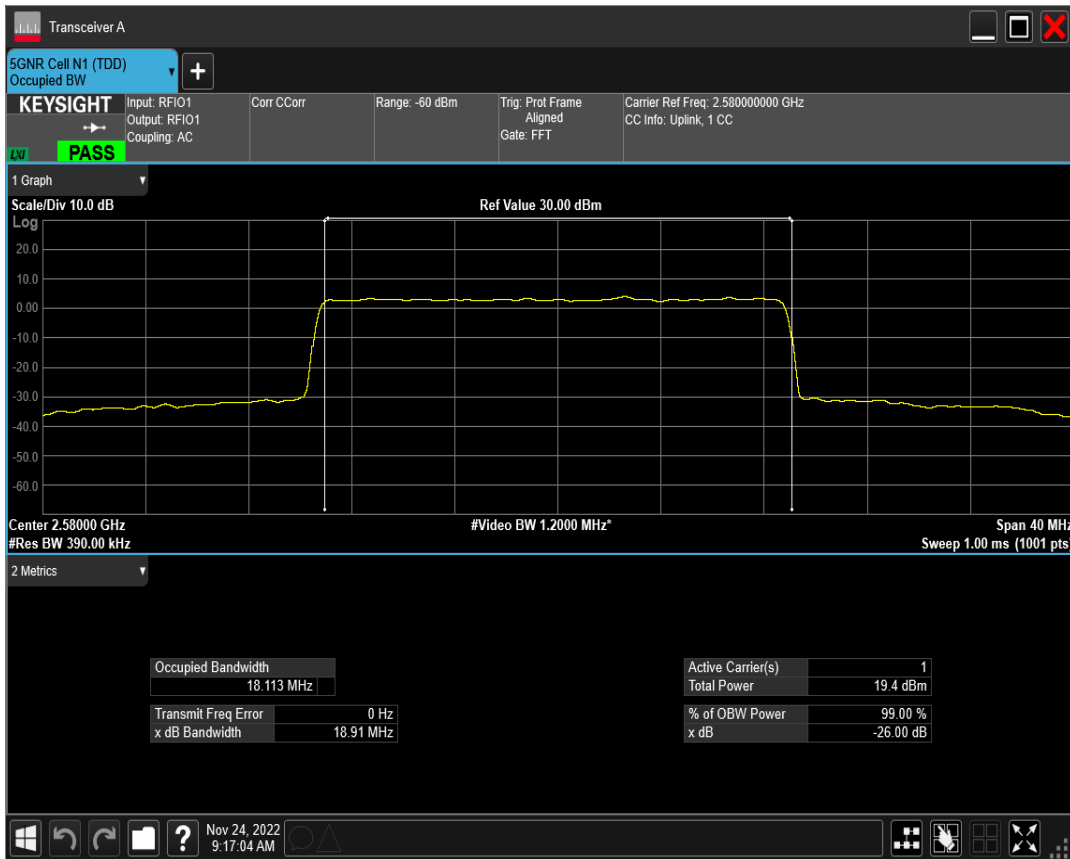 Transceiver A
5GNR Cell N1 (TDD)
Occupied BW
+
KEYSIGHT
LXI
PASS
Input: RFIO1
Output: RFIO1
Coupling: AC
Corr CCorr
Range: -60 dBm
Trig: Prot Frame
Aligned
Gate: FFT
Carrier Ref Freq: 2.580000000 GHz
CC Info: Uplink, 1 CC
1 Graph
Scale/Div 10.0 dB
Ref Value 30.00 dBm
Log
20.0
10.0
0.00
-10.0
-20.0
-30.0
-40.0
-50.0
-60.0
Center 2.58000 GHz
#Video BW 1.2000 MHz*
Span 40 MHz
#Res BW 390.00 kHz
Sweep 1.00 ms (1001 pts)
2 Metrics
Occupied Bandwidth
18.113 MHz
Transmit Freq Error 0 Hz
x dB Bandwidth 18.91 MHz
Active Carrier(s) 1
Total Power 19.4 dBm
% of OBW Power 99.00 %
x dB -26.00 dB
?
Nov 24, 2022
9:17:04 AM